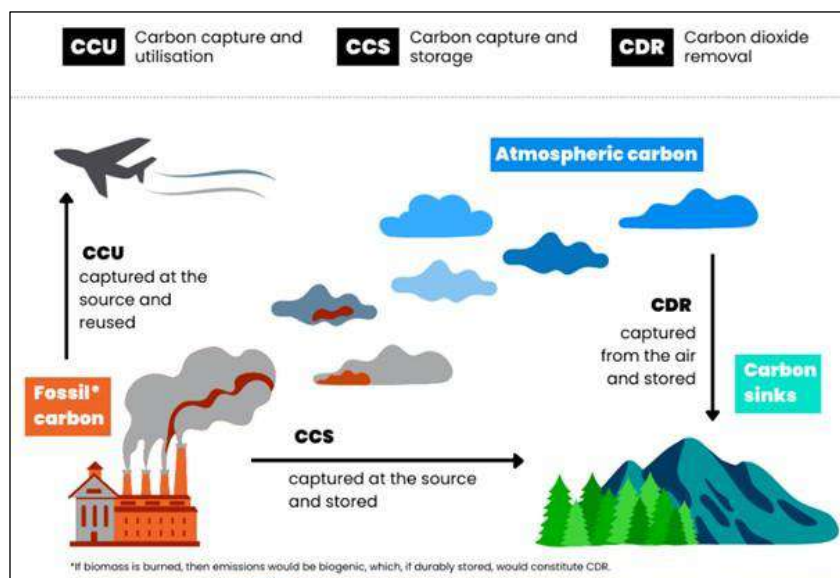 CCU Carbon capture and
utilisation
CCS Carbon capture and
storage
CDR Carbon dioxide
removal
Atmospheric carbon
CCU
captured at the
source and
reused
CDR
captured
from the air
and stored
Fossil*
carbon
Carbon
sinks
CCS
captured at the source
and stored
*If biomass is burned, then emissions would be biogenic, which, if durably stored, would constitute CDR.